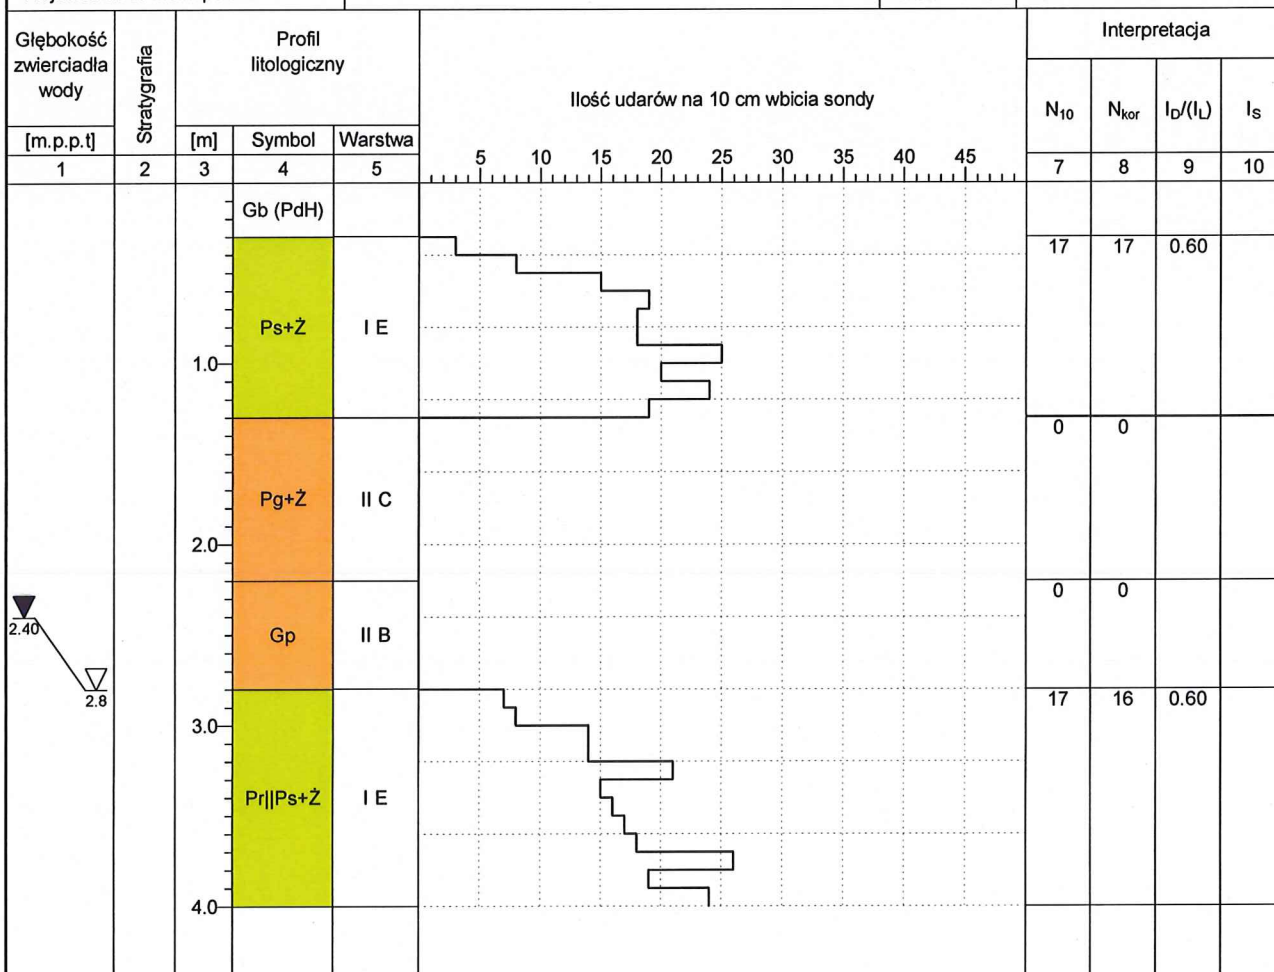 Głębokość
zwierciadła
wody
[m.p.p.t]
1
Stratygrafia
2
Profil
litologiczny
[m] Symbol Warstwa
3 4 5
Ilość udarów na 10 cm wbicia sondy
5 10 15 20 25 30 35 40 45
Interpretacja
N₁₀ Nkor ID/(IL) IS
7 8 9 10
Gb (PdH)
17 17 0.60
Ps+Ż I E
1.0
0 0
Pg+Ż II C
2.0
0 0
2.40
Gp II B
2.8
17 16 0.60
3.0
Pr||Ps+Ż I E
4.0